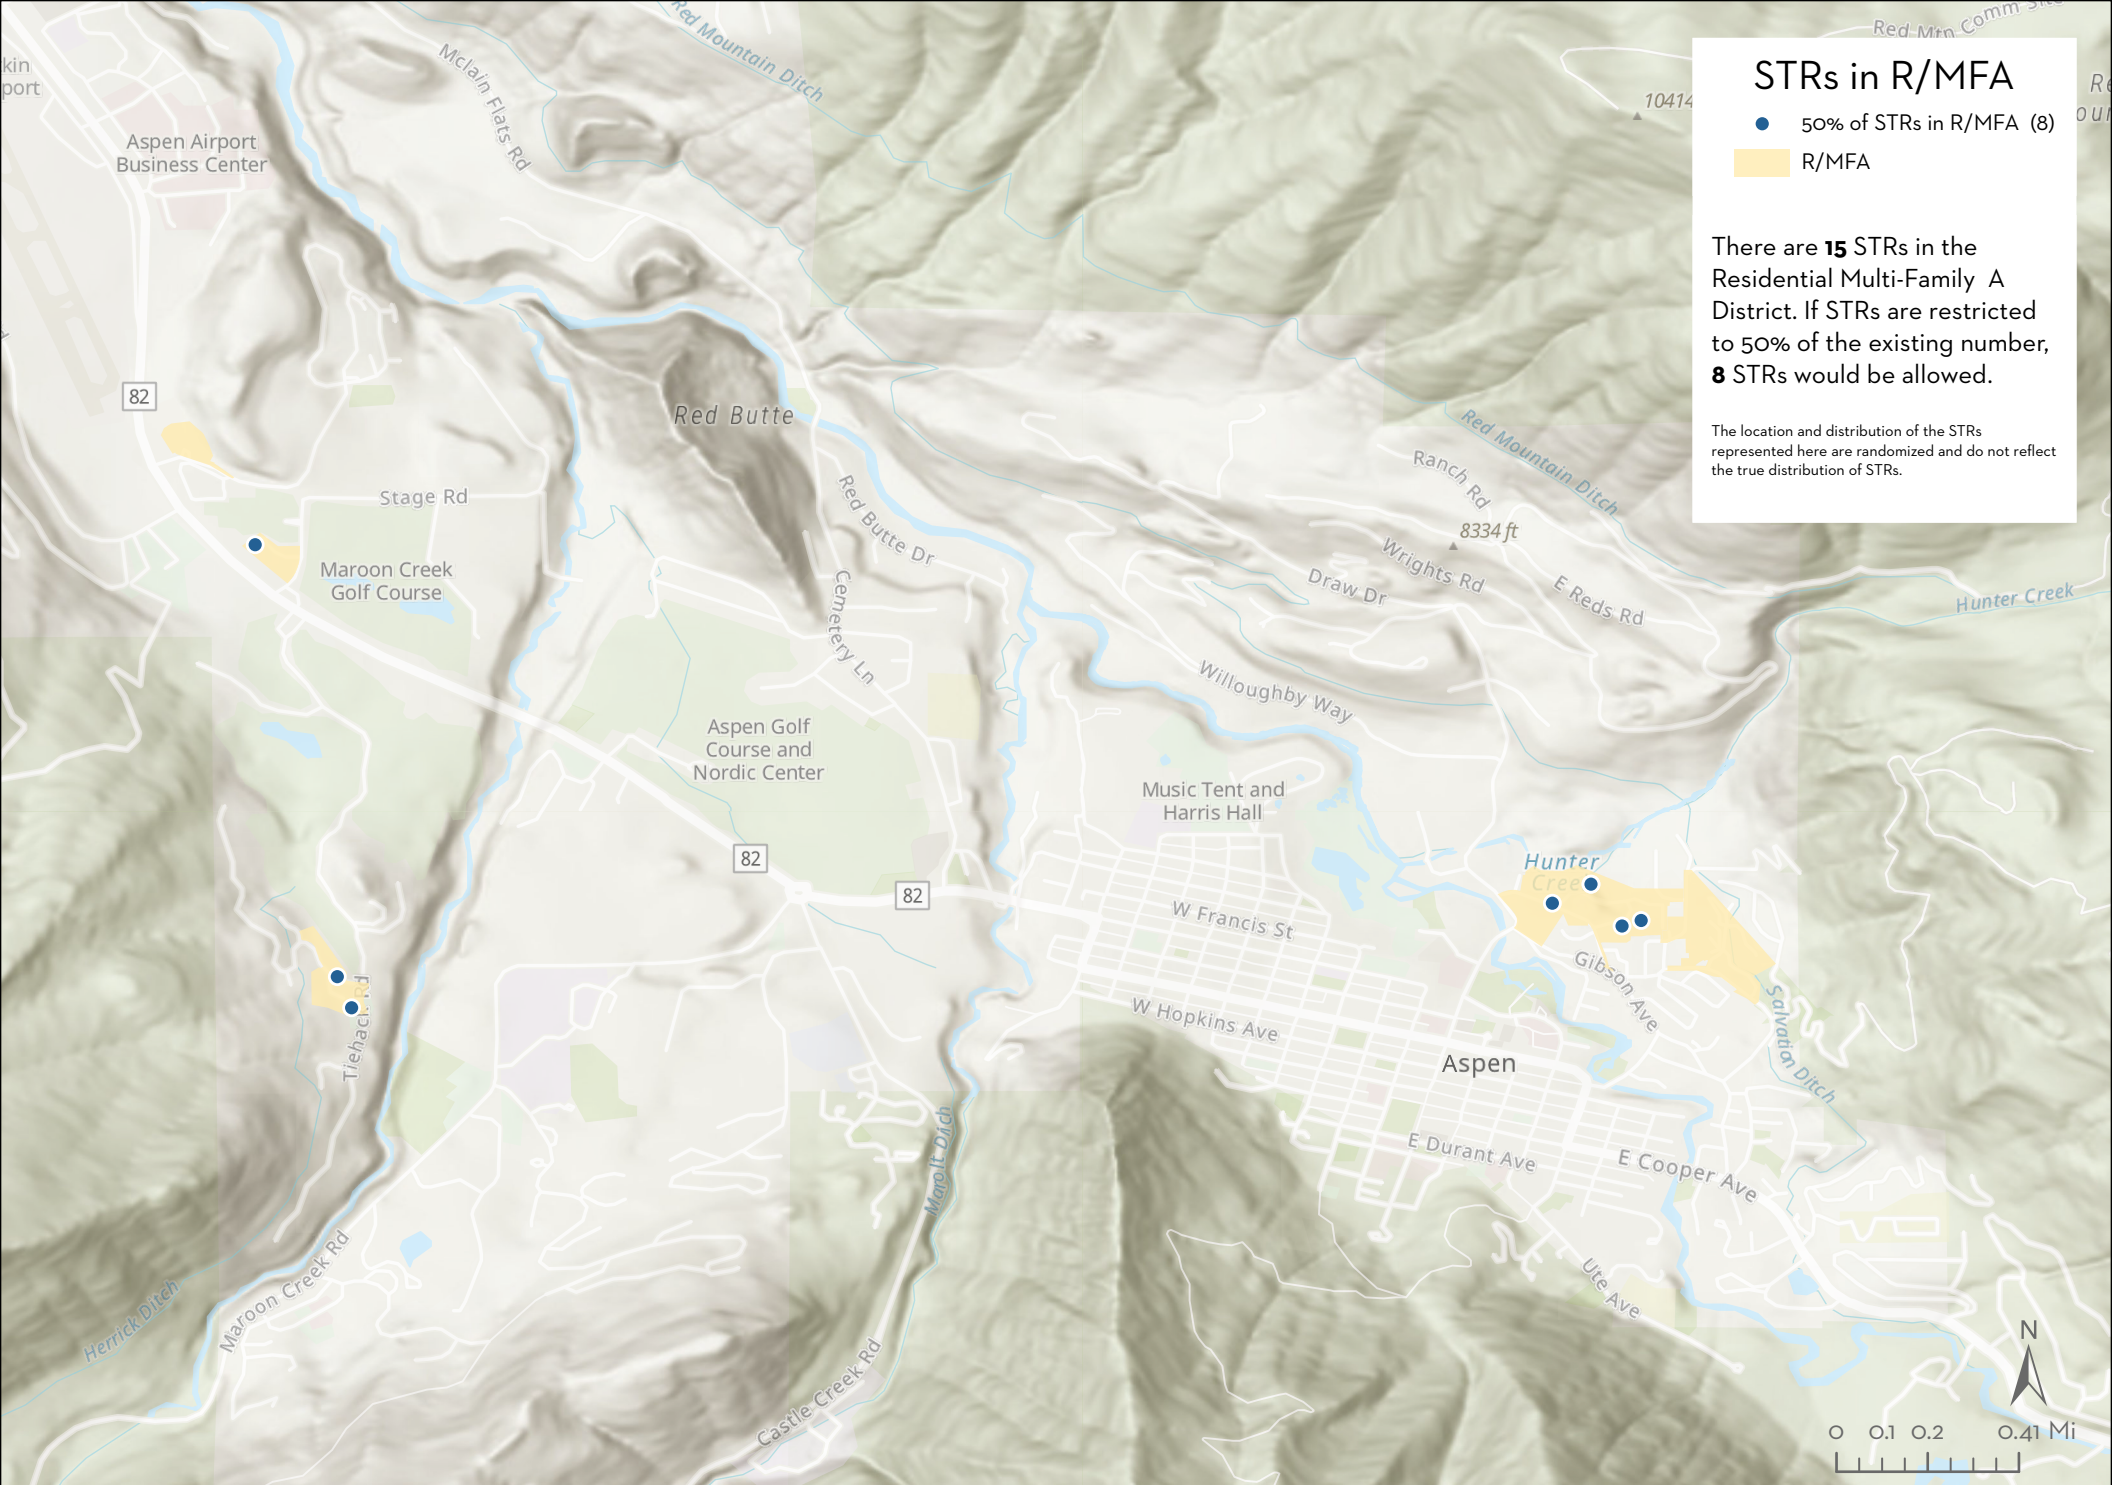 Red Mtn Comm
kin
port
Red Mountain Ditch
Mclain Flats Rd
STRs in R/MFA
50% of STRs in R/MFA (8)
R/MFA
There are 15 STRs in the
Residential Multi-Family A
District. If STRs are restricted
to 50% of the existing number,
8 STRs would be allowed.
The location and distribution of the STRs
represented here are randomized and do not reflect
the true distribution of STRs.
10414
Aspen Airport
Business Center
82
Red Butte
Stage Rd
Red Butte Dr
Ranch Rd
Red Mountain Ditch
8334 ft
Wrights Rd
Draw Dr
E Reds Rd
Hunter Creek
Maroon Creek
Golf Course
Cemetery Ln
Willoughby Way
Aspen Golf
Course and
Nordic Center
Music Tent and
Harris Hall
82
82
Hunter
Cree
W Francis St
Gibson Ave
Tiehack Rd
W Hopkins Ave
Salvation Ditch
Aspen
Marolt Ditch
E Durant Ave
E Cooper Ave
Maroon Creek Rd
Herrick Ditch
Ute Ave
Castle Creek Rd
N
0 0.1 0.2 0.41 Mi